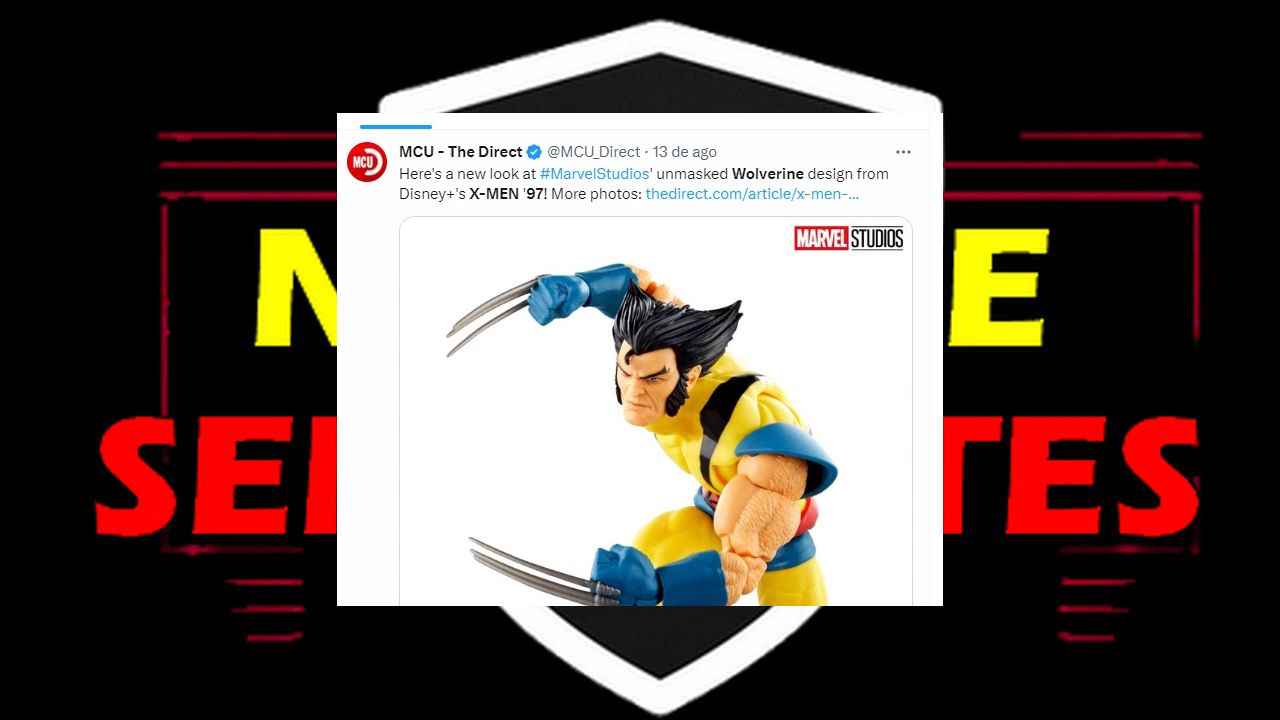 MCU - The Direct @MCU_Direct · 13 de ago
MCU
Here's a new look at #MarvelStudios' unmasked Wolverine design from
Disney+'s X-MEN '97! More photos: thedirect.com/article/x-men-...
MARVEL STUDIOS